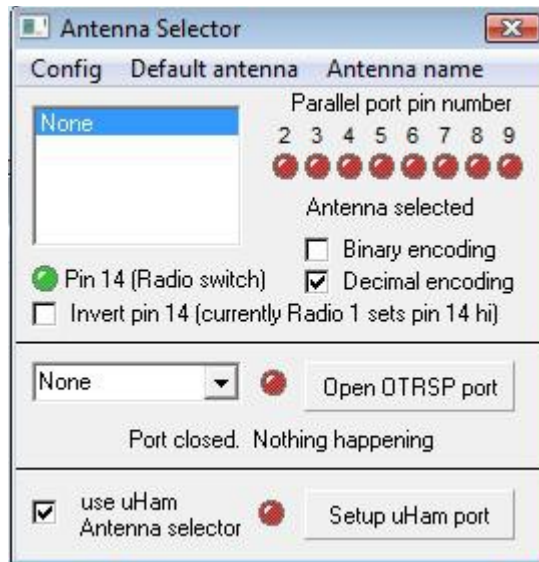 Antenna Selector
Config Default antenna Antenna name
None
Parallel port pin number
2 3 4 5 6 7 8 9
Antenna selected
Binary encoding
Pin 14 (Radio switch)
Decimal encoding
Invert pin 14 (currently Radio 1 sets pin 14 hi)
None
Open OTRSP port
Port closed. Nothing happening
use uHam
Antenna selector
Setup uHam port